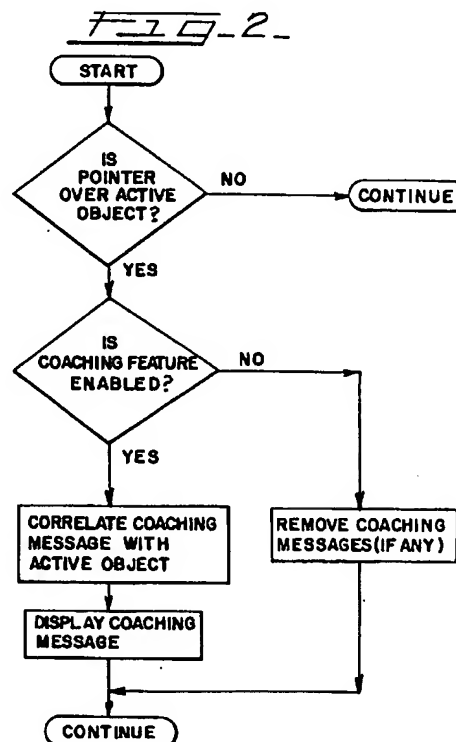 Fig-2-
START
IS
POINTER
OVER ACTIVE
OBJECT?
NO
CONTINUE
YES
IS
COACHING FEATURE
ENABLED?
NO
YES
CORRELATE COACHING
MESSAGE WITH
ACTIVE OBJECT
REMOVE COACHING
MESSAGES(IF ANY)
DISPLAY COACHING
MESSAGE
CONTINUE